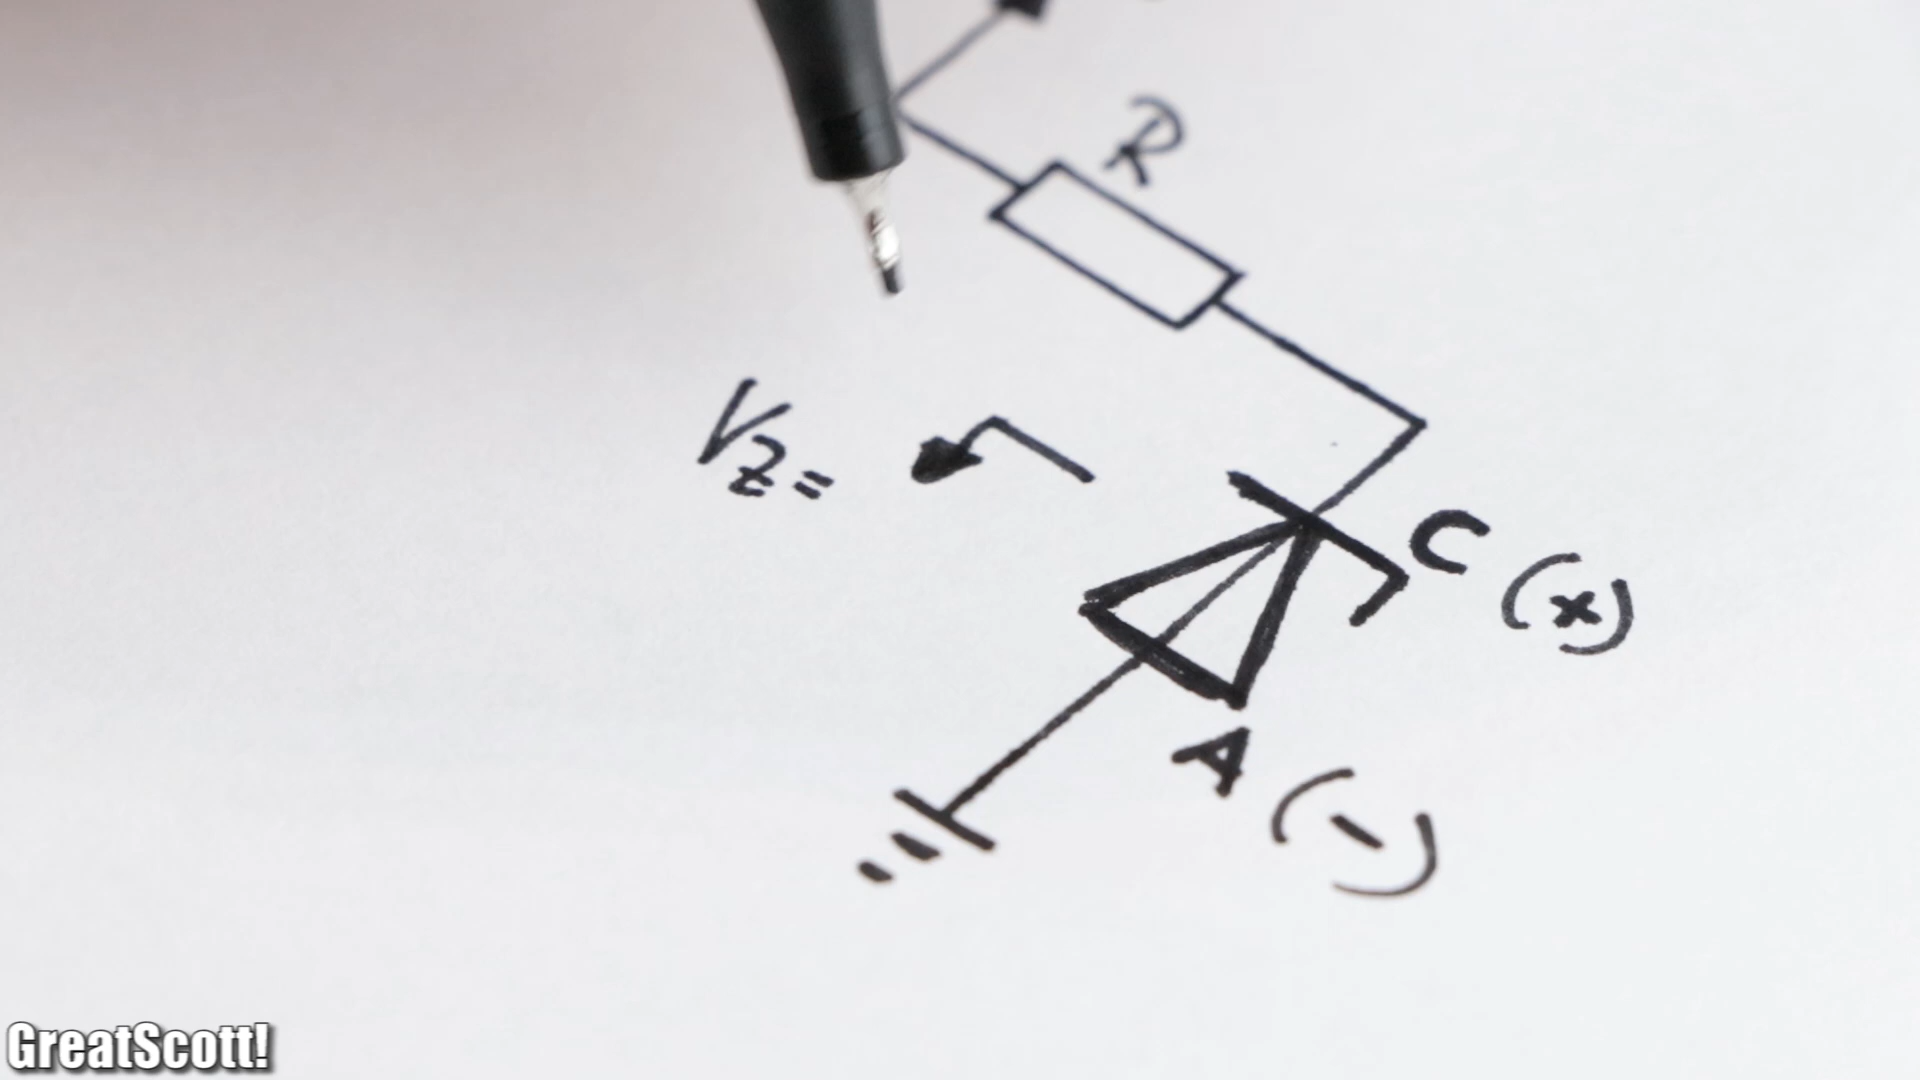 R
Vz=
C (x)
A (-)
GreatScott!